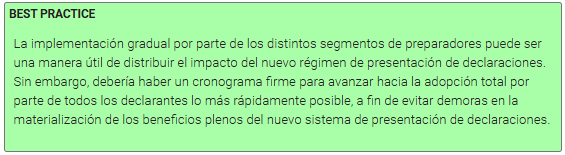 BEST PRACTICE
La implementación gradual por parte de los distintos segmentos de preparadores puede ser
una manera útil de distribuir el impacto del nuevo régimen de presentación de declaraciones.
Sin embargo, debería haber un cronograma firme para avanzar hacia la adopción total por
parte de todos los declarantes lo más rápidamente posible, a fin de evitar demoras en la
materialización de los beneficios plenos del nuevo sistema de presentación de declaraciones.